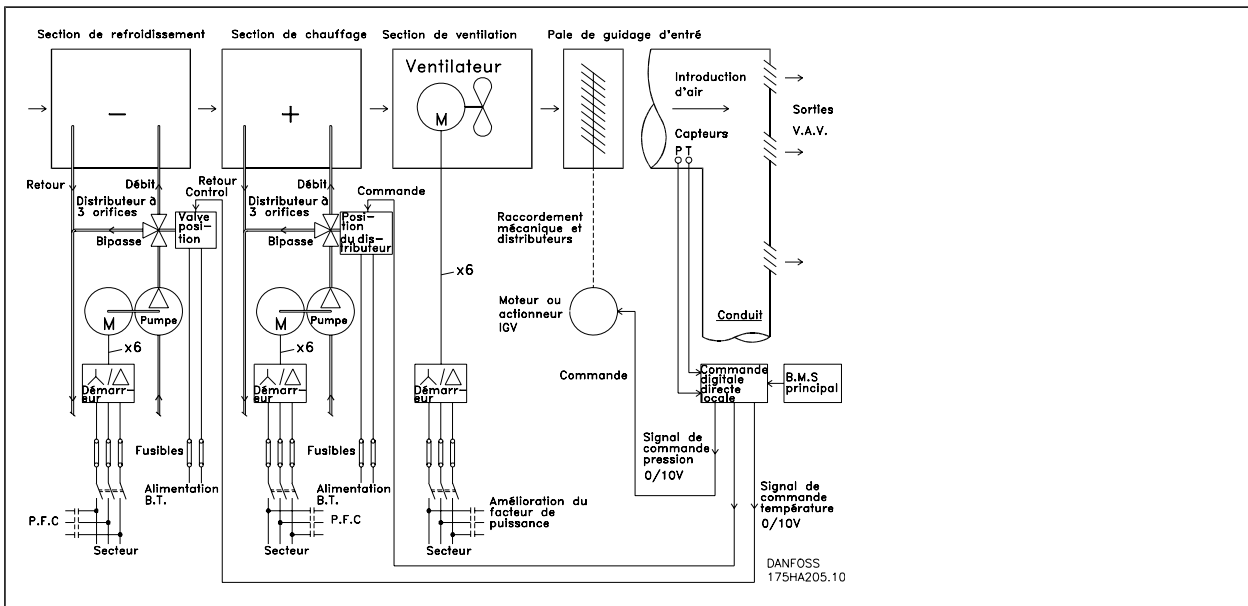 Section de refroidissement
Section de chauffage
Section de ventilation
Pale de guidage d'entré
Ventilateur
M
−
+
Introduction
d'air
Capteurs
P T
Sorties
V.A.V.
Retour
Débit
Retour
Control
Débit
Commande
Distributeur à
3 orifices
Valve
posi-
tion
Bipasse
Distributeur à
3 orifices
Posi-
tion
du dis-
tributeur
Bipasse
Raccordement
mécanique et
distributeurs
x6
M
Pumpe
M
Pumpe
Moteur ou
actionneur
IGV
Conduit
x6
x6
Démarr-
eur
Démarr-
eur
Démarr-
eur
Commande
Commande
digitale
directe
locale
B.M.S
principal
Fusibles
Fusibles
Signal de
commande
pression
0/10V
Alimentation
B.T.
Alimentation
B.T.
Amélioration du
facteur de
puissance
Signal de
commande
température
0/10V
P.F.C
P.F.C
Secteur
Secteur
Secteur
DANFOSS
175HA205.10